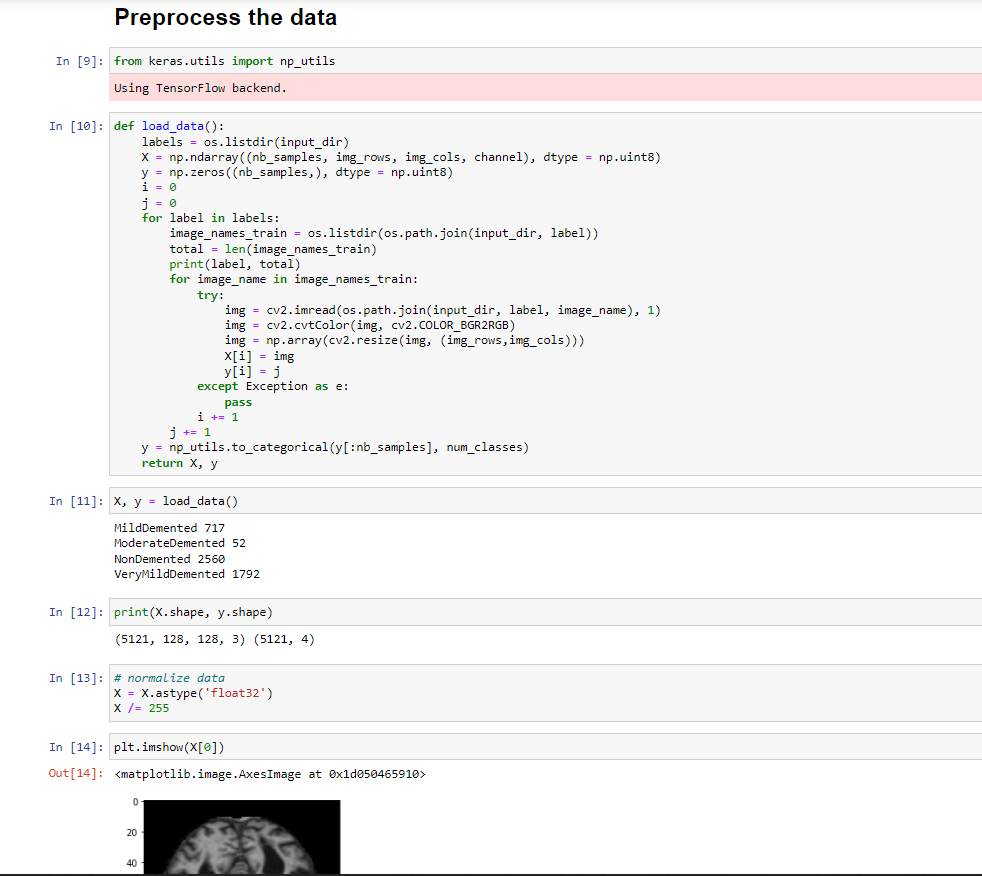 Preprocess the data
In [9]: from keras.utils import np_utils
Using TensorFlow backend.
In [10]: def load_data():
    labels = os.listdir(input_dir)
    X = np.ndarray((nb_samples, img_rows, img_cols, channel), dtype = np.uint8)
    y = np.zeros((nb_samples,), dtype = np.uint8)
    i = 0
    j = 0
    for label in labels:
        image_names_train = os.listdir(os.path.join(input_dir, label))
        total = len(image_names_train)
        print(label, total)
        for image_name in image_names_train:
            try:
                img = cv2.imread(os.path.join(input_dir, label, image_name), 1)
                img = cv2.cvtColor(img, cv2.COLOR_BGR2RGB)
                img = np.array(cv2.resize(img, (img_rows,img_cols)))
                X[i] = img
                y[i] = j
            except Exception as e:
                pass
            i += 1
        j += 1
    y = np_utils.to_categorical(y[:nb_samples], num_classes)
    return X, y
In [11]: X, y = load_data()
MildDemented 717
ModerateDemented 52
NonDemented 2560
VeryMildDemented 1792
In [12]: print(X.shape, y.shape)
(5121, 128, 128, 3) (5121, 4)
In [13]: # normalize data
X = X.astype('float32')
X /= 255
In [14]: plt.imshow(X[0])
Out[14]: <matplotlib.image.AxesImage at 0x1d050465910>
0
20
40